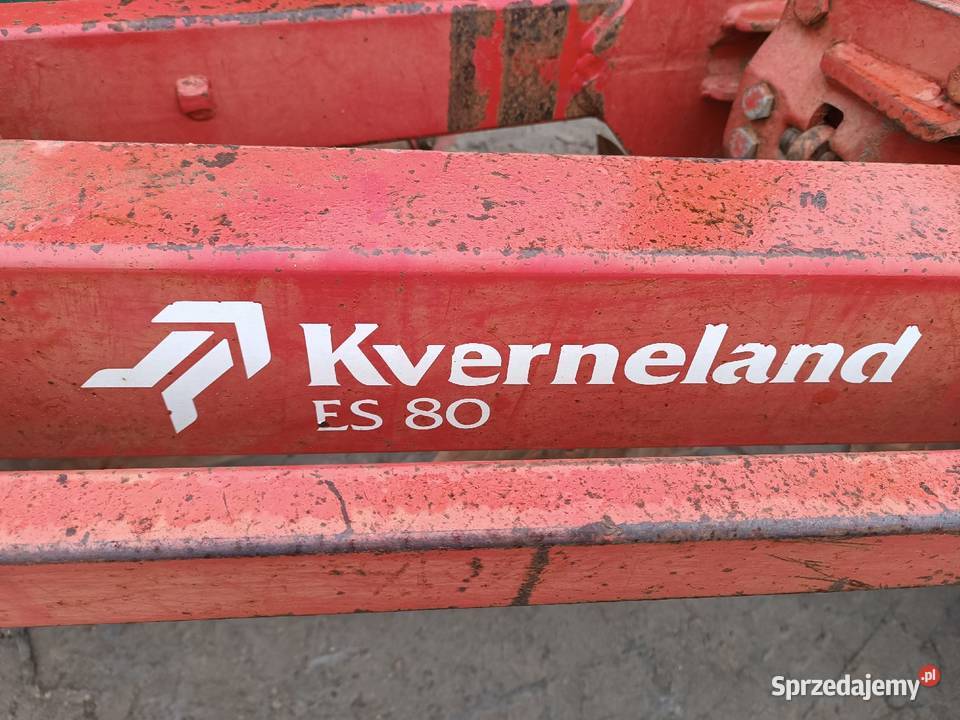 Kverneland
ES 80
Sprzedajemy.pl